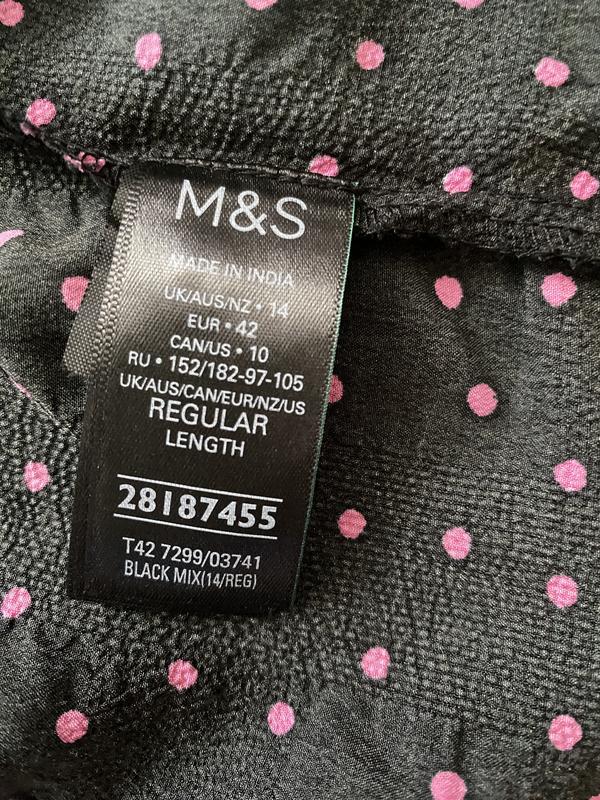 M&S
MADE IN INDIA
UK/AUS/NZ • 14
EUR • 42
CAN/US • 10
RU • 152/182-97-105
UK/AUS/CAN/EUR/NZ/US
REGULAR
LENGTH
28187455
T42 7299/03741
BLACK MIX(14/REG)